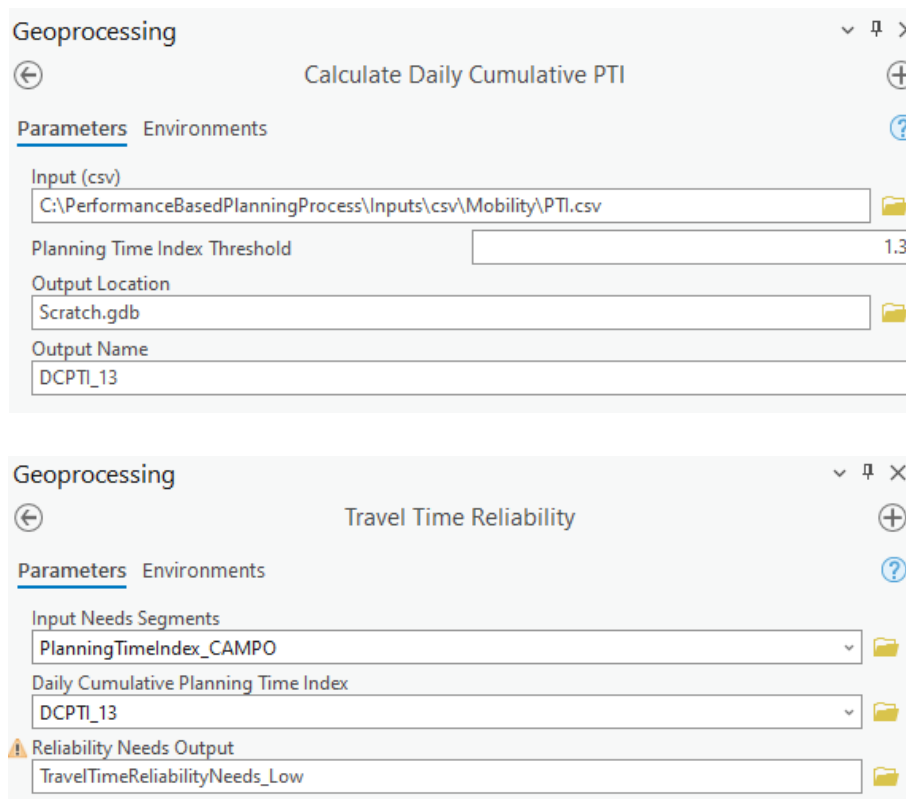 Geoprocessing
Calculate Daily Cumulative PTI
Parameters Environments
Input (csv)
C:\PerformanceBasedPlanningProcess\Inputs\csv\Mobility\PTI.csv
Planning Time Index Threshold 1.3
Output Location
Scratch.gdb
Output Name
DCPTI_13
Geoprocessing
Travel Time Reliability
Parameters Environments
Input Needs Segments
PlanningTimeIndex_CAMPO
Daily Cumulative Planning Time Index
DCPTI_13
Reliability Needs Output
TravelTimeReliabilityNeeds_Low